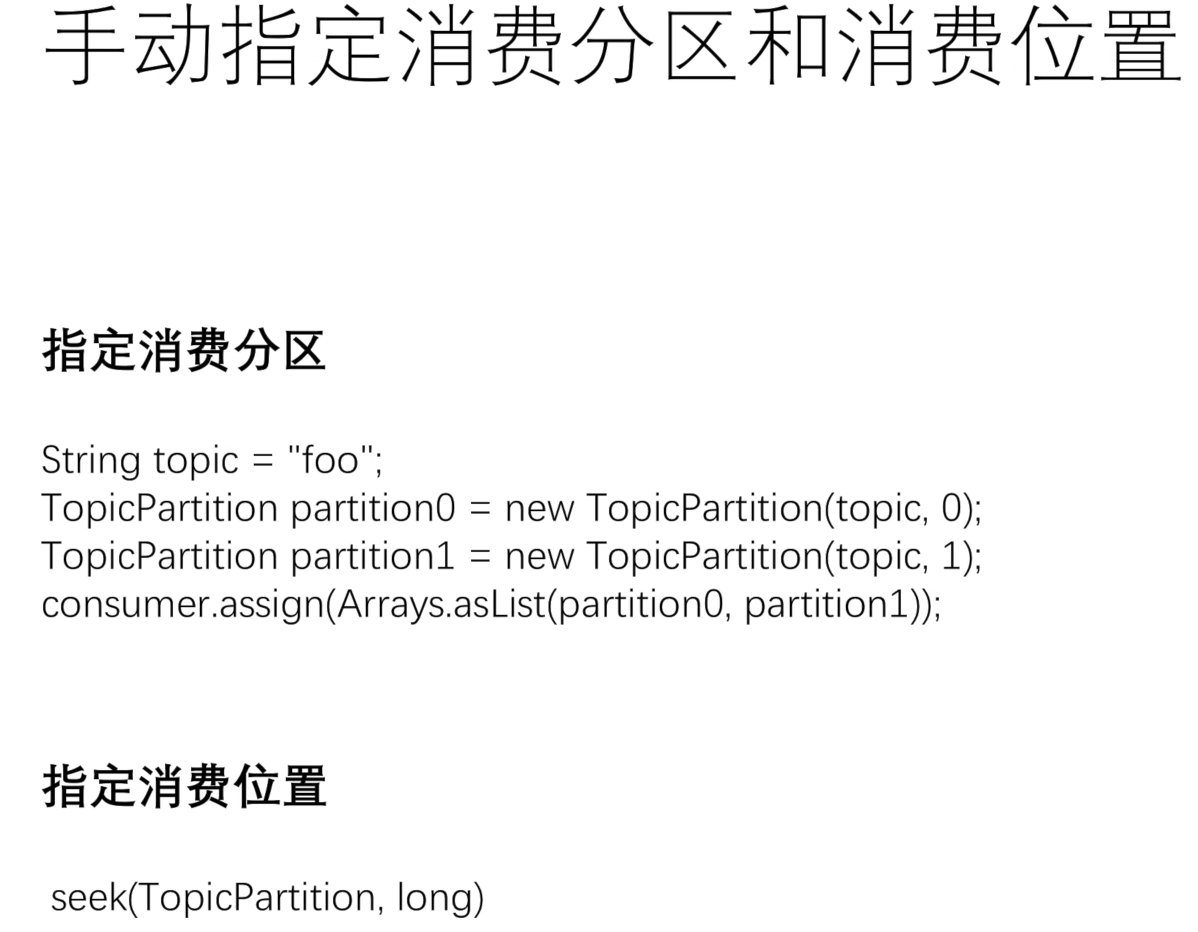 手动指定消费分区和消费位置
指定消费分区
String topic = "foo";
TopicPartition partition0 = new TopicPartition(topic, 0);
TopicPartition partition1 = new TopicPartition(topic, 1);
consumer.assign(Arrays.asList(partition0, partition1));
指定消费位置
seek(TopicPartition, long)